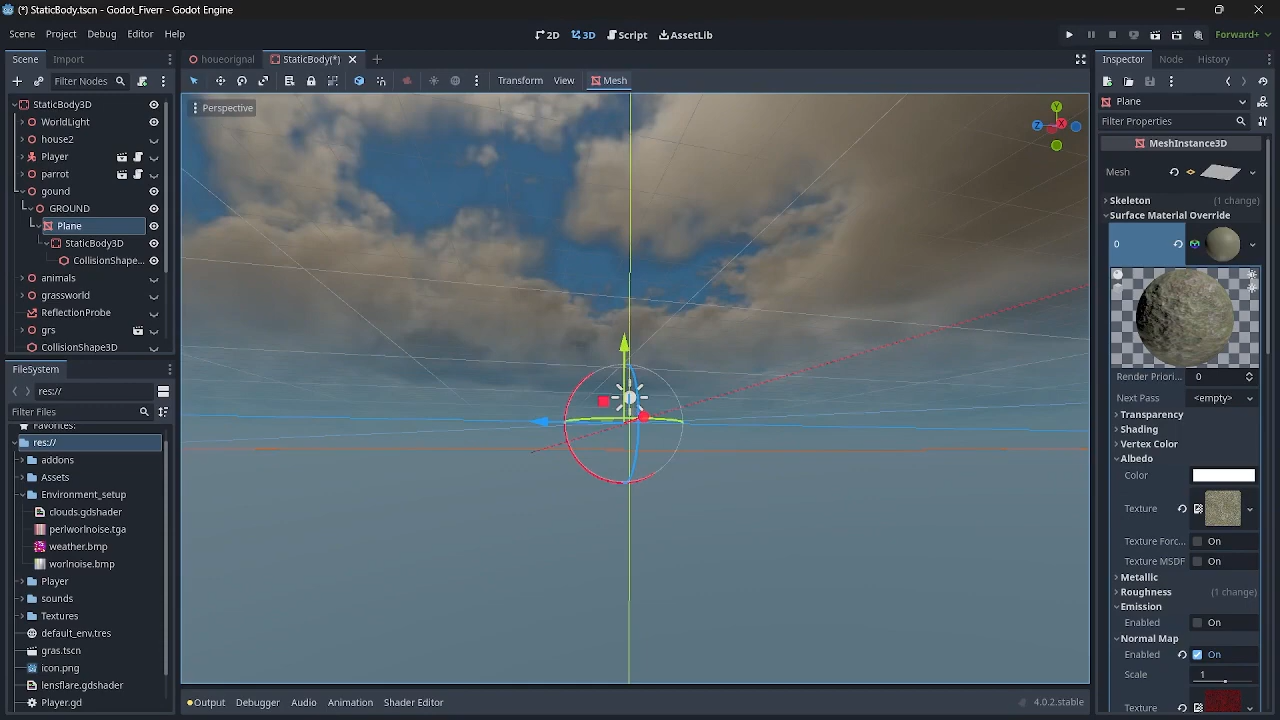 (*) StaticBody.tscn - Godot_Fiverr - Godot Engine
Scene Project Debug Editor Help
2D 3D Script AssetLib
Forward+
Scene Import
houeorignal StaticBody(*)
Inspector Node History
Filter Nodes
Transform View Mesh
Perspective
Y
Z X
StaticBody3D
WorldLight
house2
Player
parrot
gound
GROUND
Plane
StaticBody3D
CollisionShape...
animals
grassworld
ReflectionProbe
grs
CollisionShape3D
FileSystem
res://
Filter Files
Favorites:
res://
addons
Assets
Environment_setup
clouds.gdshader
perlworlnoise.tga
weather.bmp
worlnoise.bmp
Player
sounds
Textures
default_env.tres
gras.tscn
icon.png
lensflare.gdshader
Player.gd
Output Debugger Audio Animation Shader Editor
4.0.2.stable
Plane
Filter Properties
MeshInstance3D
Mesh
Skeleton (1 change)
Surface Material Override
0
Render Priori... 0
Next Pass <empty>
Transparency
Shading
Vertex Color
Albedo
Color
Texture
Texture Forc... On
Texture MSDF On
Metallic
Roughness (1 change)
Emission
Enabled On
Normal Map
Enabled On
Scale 1
Texture